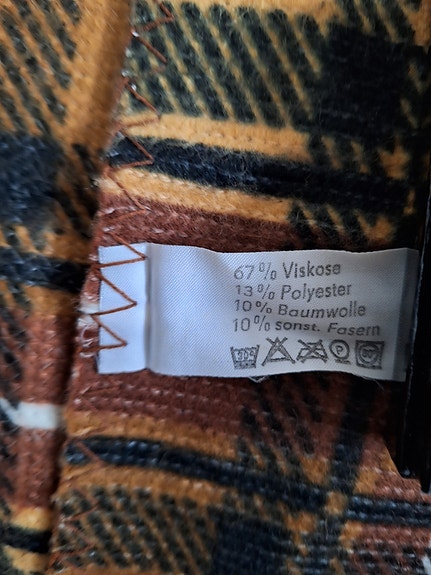 67% Viskose
13% Polyester
10% Baumwolle
10% sonst. Fasern